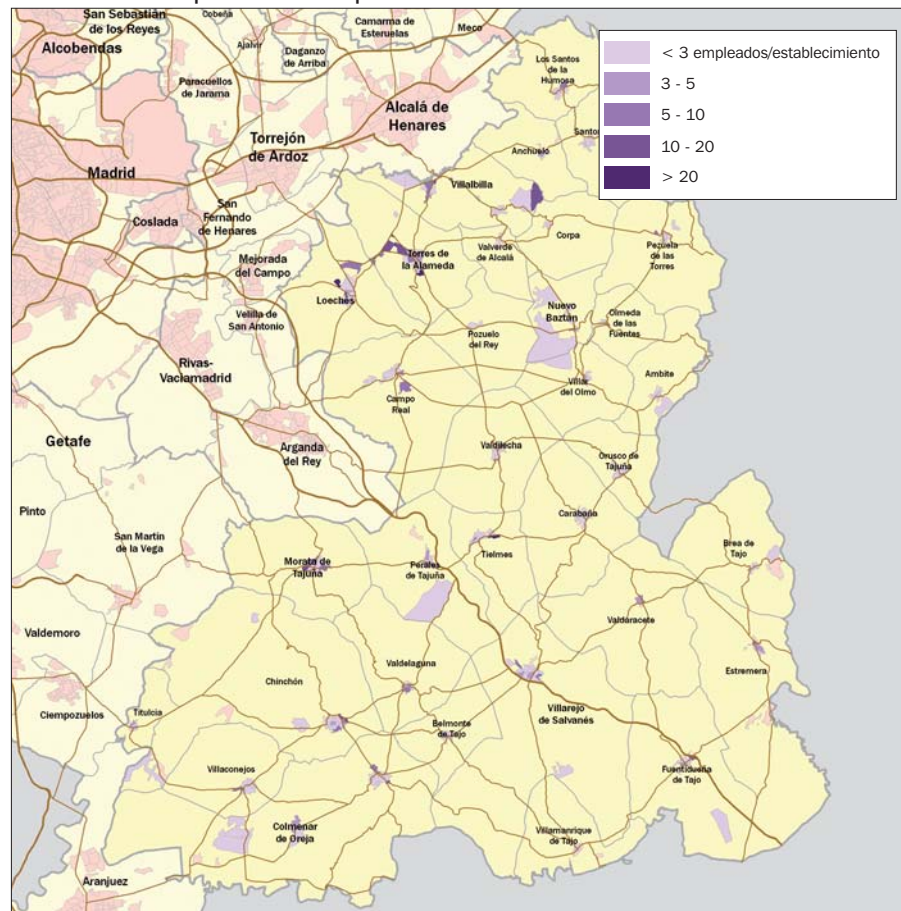 San Sebastián
de los Reyes
Cobeña
Camarma de
Esteruelas
Meco
Alcobendas
Ajalvir
Daganzo
de Arriba
Los Santos
de la
Humosa
< 3 empleados/establecimiento
3 - 5
5 - 10
10 - 20
> 20
Paracuellos
de Jarama
Alcalá de
Henares
Torrejón
de Ardoz
Anchuelo
Madrid
Villalbilla
Coslada
San
Fernando
de Henares
Corpa
Mejorada
del Campo
Torres de
la Alameda
Valverde
de Alcalá
Pezuela
de las
Torres
Loeches
Velilla de
San Antonio
Nuevo
Baztán
Olmeda
de las
Fuentes
Pozuelo
del Rey
Rivas-
Vaciamadrid
Villar
del Olmo
Ambite
Campo
Real
Getafe
Arganda
del Rey
Valdilecha
Orusco de
Tajuña
Pinto
Carabaña
San Martín
de la Vega
Brea de
Tajo
Tielmes
Morata de
Tajuña
Perales
de Tajuña
Valdaracete
Valdemoro
Valdelaguna
Estremera
Chinchón
Ciempozuelos
Titulcia
Villarejo
de Salvanés
Belmonte
de Tajo
Villaconejos
Fuentidueña
de Tajo
Colmenar
de Oreja
Villamanrique
de Tajo
Aranjuez